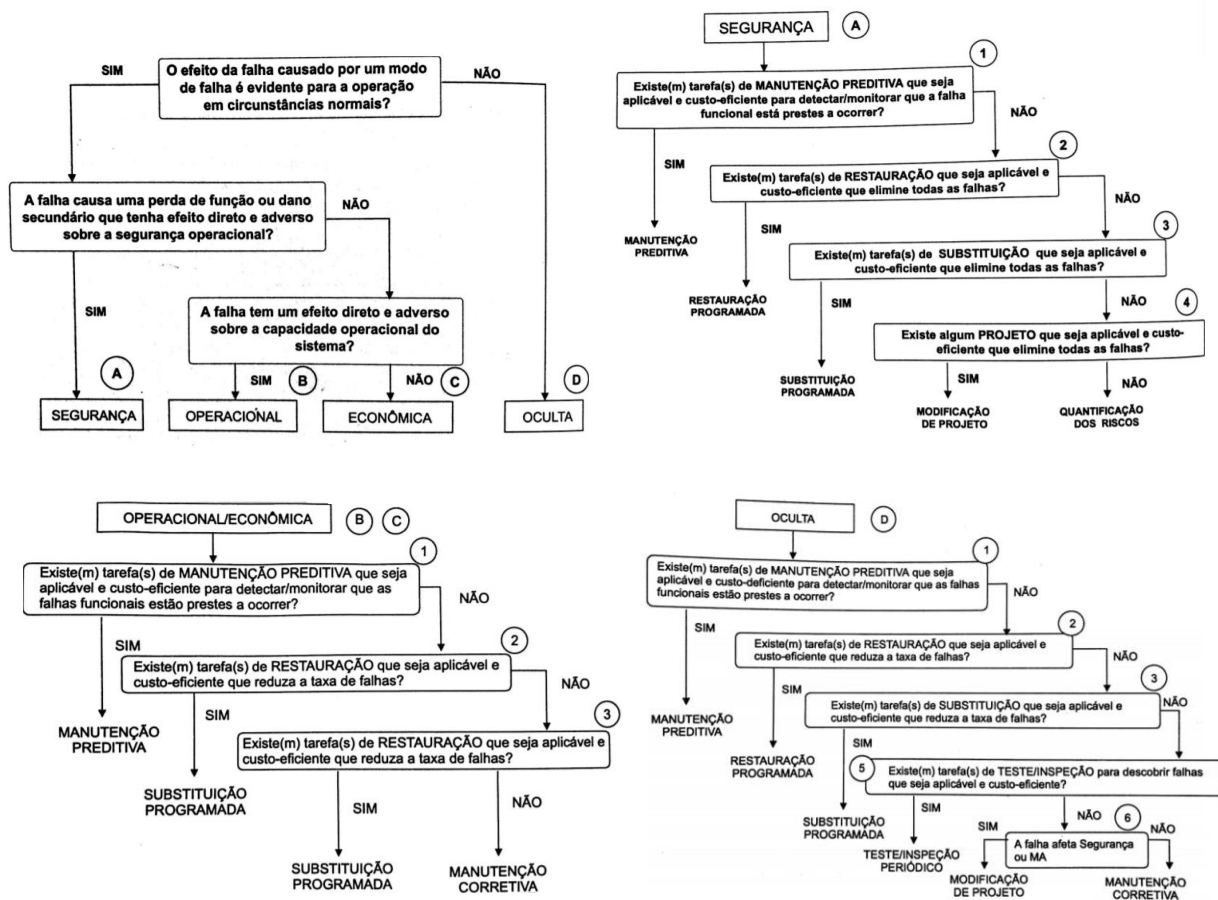 SIM
O efeito da falha causado por um modo
de falha é evidente para a operação
em circunstâncias normais?
NÃO
A falha causa uma perda de função ou dano
secundário que tenha efeito direto e adverso
sobre a segurança operacional?
NÃO
SIM
A falha tem um efeito direto e adverso
sobre a capacidade operacional do
sistema?
A
SIM
B
NÃO
C
D
SEGURANÇA
OPERACIONAL
ECONÔMICA
OCULTA
SEGURANÇA
A
1
Existe(m) tarefa(s) de MANUTENÇÃO PREDITIVA que seja
aplicável e custo-eficiente para detectar/monitorar que a falha
funcional está prestes a ocorrer?
NÃO
SIM
2
Existe(m) tarefa(s) de RESTAURAÇÃO que seja aplicável e
custo-eficiente que elimine todas as falhas?
NÃO
MANUTENÇÃO
PREDITIVA
SIM
3
Existe(m) tarefa(s) de SUBSTITUIÇÃO que seja aplicável e
custo-eficiente que elimine todas as falhas?
RESTAURAÇÃO
PROGRAMADA
SIM
NÃO
4
Existe algum PROJETO que seja aplicável e custo-
eficiente que elimine todas as falhas?
SUBSTITUIÇÃO
PROGRAMADA
SIM
NÃO
MODIFICAÇÃO
DE PROJETO
QUANTIFICAÇÃO
DOS RISCOS
OPERACIONAL/ECONÔMICA
B
C
1
Existe(m) tarefa(s) de MANUTENÇÃO PREDITIVA que seja
aplicável e custo-eficiente para detectar/monitorar que as
falhas funcionais estão prestes a ocorrer?
NÃO
SIM
2
Existe(m) tarefa(s) de RESTAURAÇÃO que seja aplicável e
custo-eficiente que reduza a taxa de falhas?
NÃO
MANUTENÇÃO
PREDITIVA
SIM
3
Existe(m) tarefa(s) de RESTAURAÇÃO que seja aplicável e
custo-eficiente que reduza a taxa de falhas?
SUBSTITUIÇÃO
PROGRAMADA
SIM
NÃO
SUBSTITUIÇÃO
PROGRAMADA
MANUTENÇÃO
CORRETIVA
OCULTA
D
1
Existe(m) tarefa(s) de MANUTENÇÃO PREDITIVA que seja
aplicável e custo-deficiente para detectar/monitorar que as falhas
funcionais estão prestes a ocorrer?
NÃO
SIM
2
Existe(m) tarefa(s) de RESTAURAÇÃO que seja aplicável e
custo-eficiente que reduza a taxa de falhas?
NÃO
SIM
3
Existe(m) tarefa(s) de SUBSTITUIÇÃO que seja aplicável e
custo-eficiente que reduza a taxa de falhas?
NÃO
MANUTENÇÃO
PREDITIVA
RESTAURAÇÃO
PROGRAMADA
SIM
5
Existe(m) tarefa(s) de TESTE/INSPEÇÃO para descobrir falhas
que seja aplicável e custo-eficiente?
SUBSTITUIÇÃO
PROGRAMADA
SIM
NÃO
6
TESTE/INSPEÇÃO
PERIÓDICO
SIM
A falha afeta Segurança
ou MA
NÃO
MODIFICAÇÃO
DE PROJETO
MANUTENÇÃO
CORRETIVA